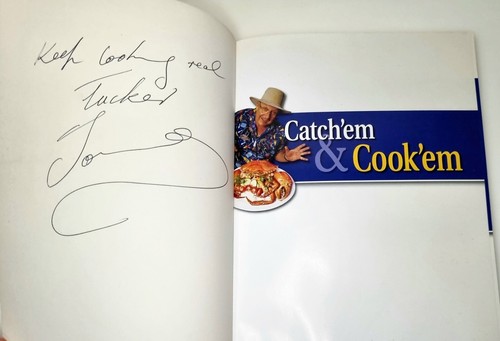 Keep Cooking real
Tucker
Catch'em
& Cook'em